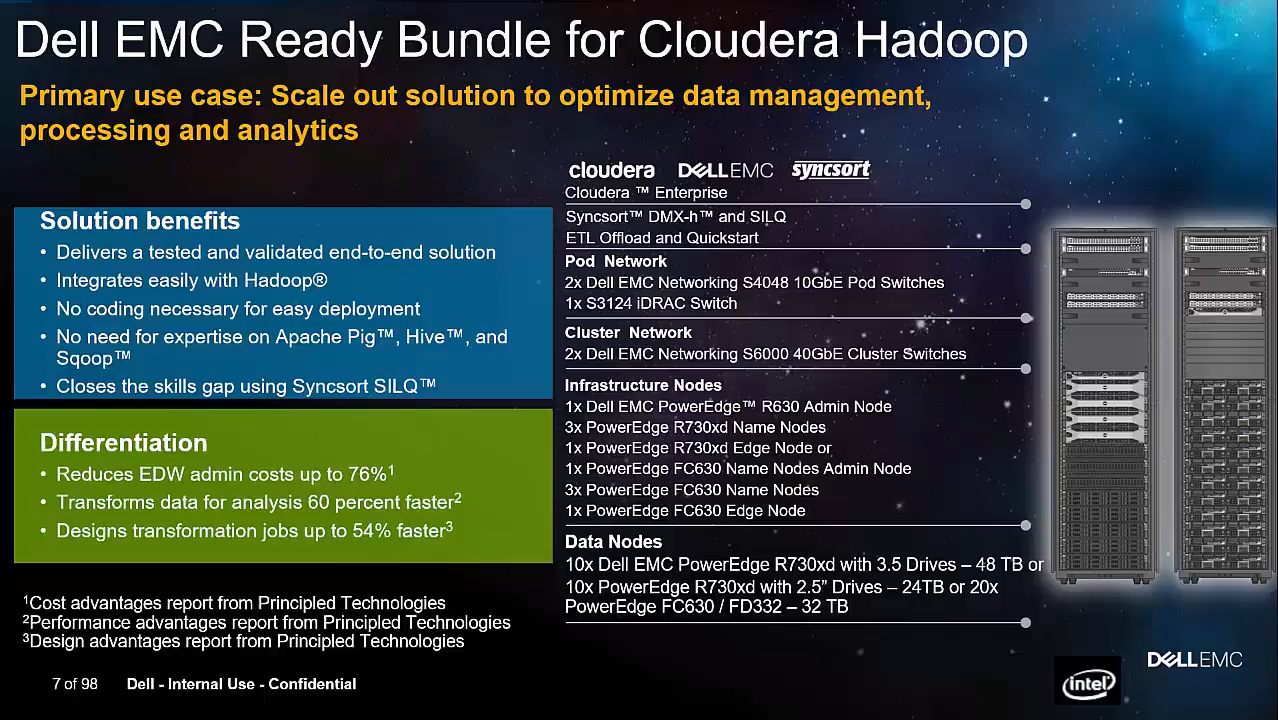 Dell EMC Ready Bundle for Cloudera Hadoop
Primary use case: Scale out solution to optimize data management,
processing and analytics
cloudera DELLEMC syncsort
Cloudera ™ Enterprise
Syncsort™ DMX-h™ and SILQ
ETL Offload and Quickstart
Pod Network
2x Dell EMC Networking S4048 10GbE Pod Switches
1x S3124 iDRAC Switch
Cluster Network
2x Dell EMC Networking S6000 40GbE Cluster Switches
Infrastructure Nodes
1x Dell EMC PowerEdge™ R630 Admin Node
3x PowerEdge R730xd Name Nodes
1x PowerEdge R730xd Edge Node or
1x PowerEdge FC630 Name Nodes Admin Node
3x PowerEdge FC630 Name Nodes
1x PowerEdge FC630 Edge Node
Data Nodes
10x Dell EMC PowerEdge R730xd with 3.5 Drives – 48 TB or
10x PowerEdge R730xd with 2.5” Drives – 24TB or 20x
PowerEdge FC630 / FD332 – 32 TB
Solution benefits
• Delivers a tested and validated end-to-end solution
• Integrates easily with Hadoop®
• No coding necessary for easy deployment
• No need for expertise on Apache Pig™, Hive™, and
Sqoop™
• Closes the skills gap using Syncsort SILQ™
Differentiation
• Reduces EDW admin costs up to 76%¹
• Transforms data for analysis 60 percent faster²
• Designs transformation jobs up to 54% faster³
¹Cost advantages report from Principled Technologies
²Performance advantages report from Principled Technologies
³Design advantages report from Principled Technologies
7 of 98 Dell - Internal Use - Confidential
intel
DELLEMC